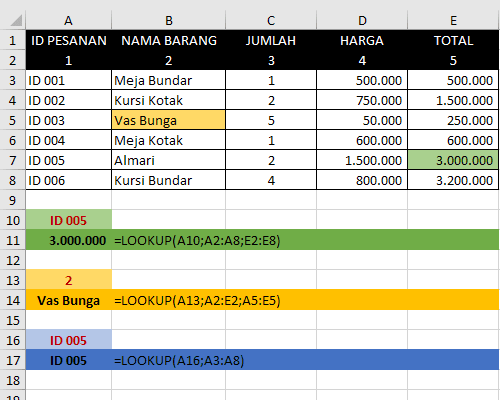 A B C D E
1 ID PESANAN NAMA BARANG JUMLAH HARGA TOTAL
2 1 2 3 4 5
3 ID 001 Meja Bundar 1 500.000 500.000
4 ID 002 Kursi Kotak 2 750.000 1.500.000
5 ID 003 Vas Bunga 5 50.000 250.000
6 ID 004 Meja Kotak 1 600.000 600.000
7 ID 005 Almari 2 1.500.000 3.000.000
8 ID 006 Kursi Bundar 4 800.000 3.200.000
9
10 ID 005
11 3.000.000 =LOOKUP(A10;A2:A8;E2:E8)
12
13 2
14 Vas Bunga =LOOKUP(A13;A2:E2;A5:E5)
15
16 ID 005
17 ID 005 =LOOKUP(A16;A3:A8)
18